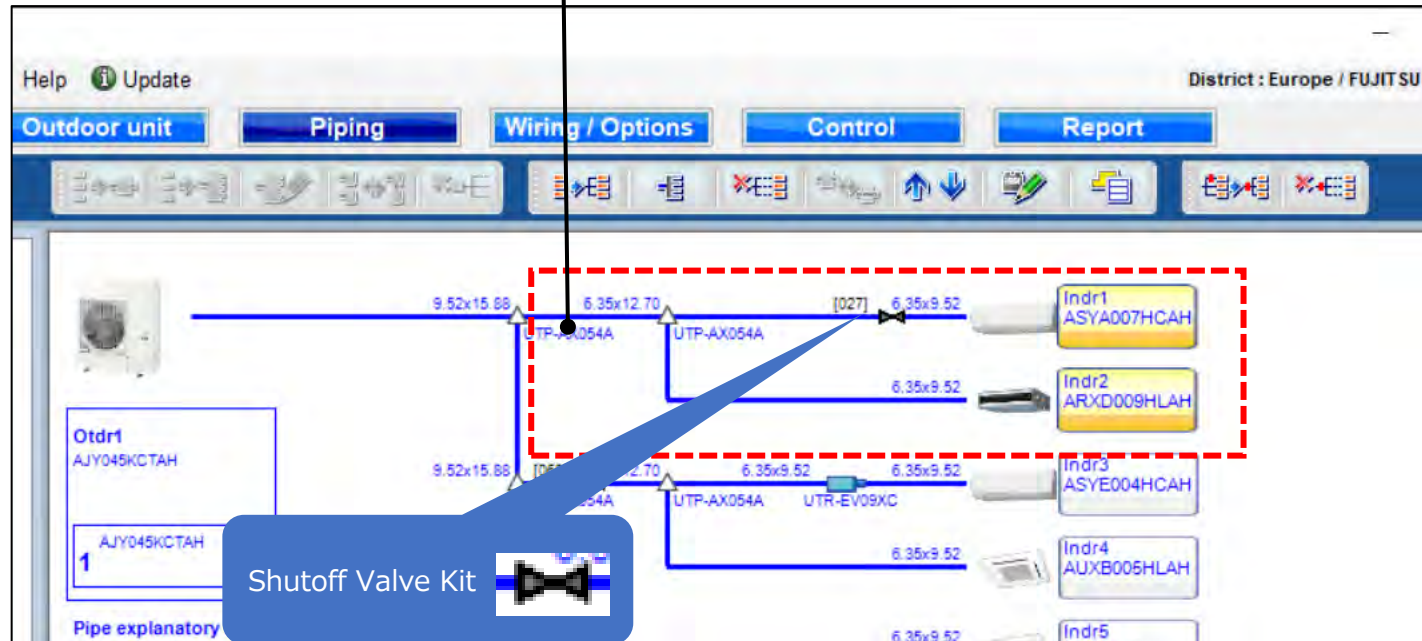 Help Update District : Europe / FUJITSU
Outdoor unit Piping Wiring / Options Control Report
9.52x15.88 6.35x12.70 [027] 6.35x9.52 Indr1
UTP-AX054A UTP-AX054A ASYA007HCAH
6.35x9.52 Indr2
ARXD009HLAH
Otdr1
AJY045KCTAH
9.52x15.88 2.70 6.35x9.52 6.35x9.52 Indr3
54A UTP-AX054A UTR-EV09XC ASYE004HCAH
AJY045KCTAH
1
6.35x9.52 Indr4
AUXB005HLAH
Shutoff Valve Kit
Pipe explanatory
6.35x9.52 Indr5